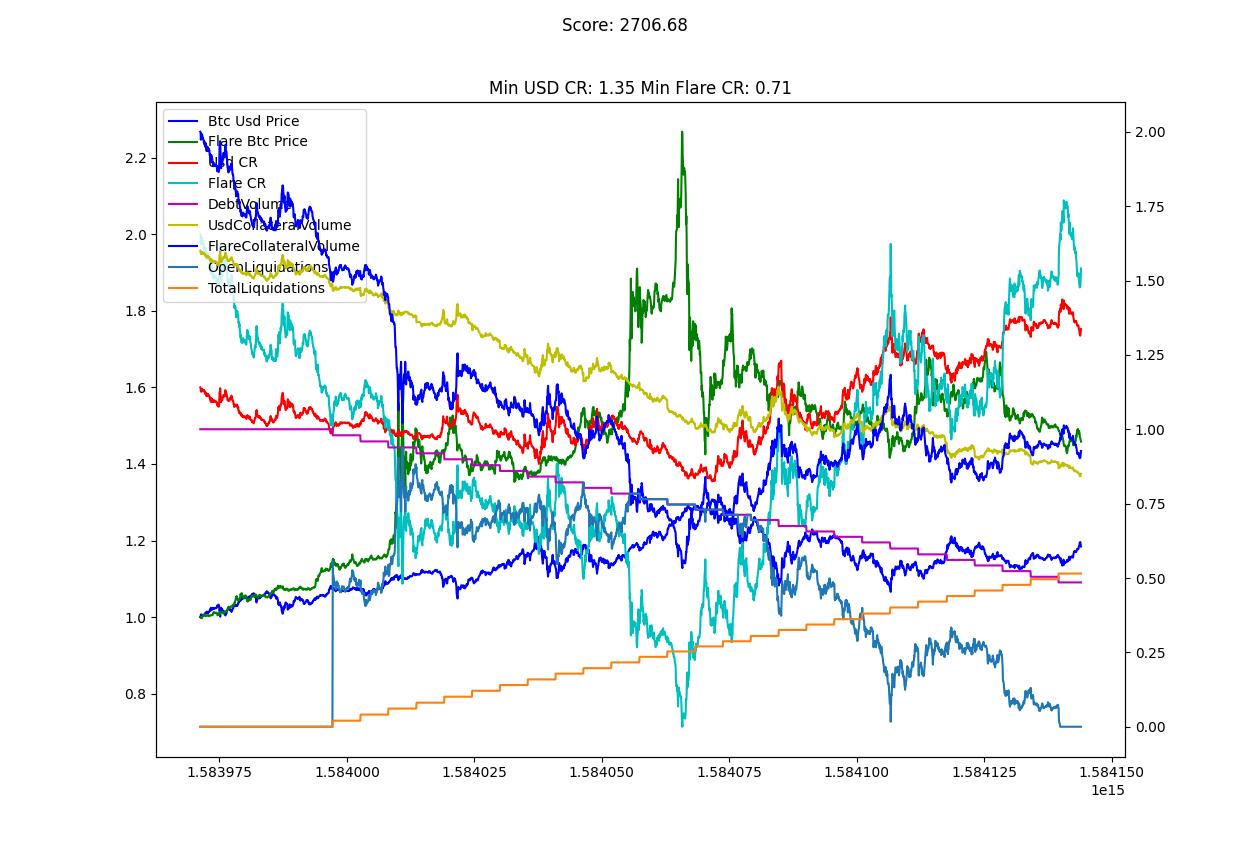 Score: 2706.68
Min USD CR: 1.35 Min Flare CR: 0.71
Btc Usd Price
Flare Btc Price
Usd CR
Flare CR
DebtVolume
UsdCollateralVolume
FlareCollateralVolume
OpenLiquidations
TotalLiquidations
2.2
2.0
1.8
1.6
1.4
1.2
1.0
0.8
2.00
1.75
1.50
1.25
1.00
0.75
0.50
0.25
0.00
1.583975 1.584000 1.584025 1.584050 1.584075 1.584100 1.584125 1.584150
1e15